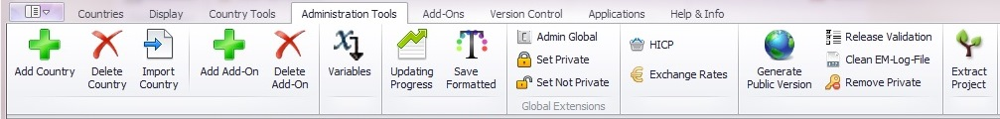 Countries Display Country Tools Administration Tools Add-Ons Version Control Applications Help & Info
Add Country
Delete
Country
Import
Country
Add Add-On
Delete
Add-On
Variables
Updating
Progress
Save
Formatted
Admin Global
Set Private
Set Not Private
Global Extensions
HICP
Exchange Rates
Generate
Public Version
Release Validation
Clean EM-Log-File
Remove Private
Extract
Project